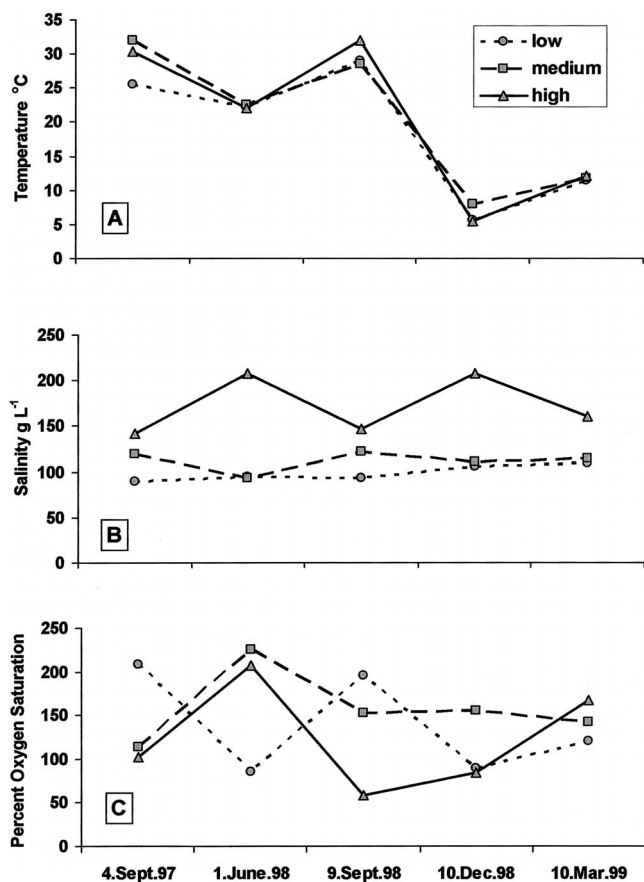 35
30
25
20
15
10
5
0
Temperature °C
low
medium
high
A
250
200
150
100
50
0
Salinity g L-1
B
250
200
150
100
50
0
Percent Oxygen Saturation
C
4.Sept.97 1.June.98 9.Sept.98 10.Dec.98 10.Mar.99